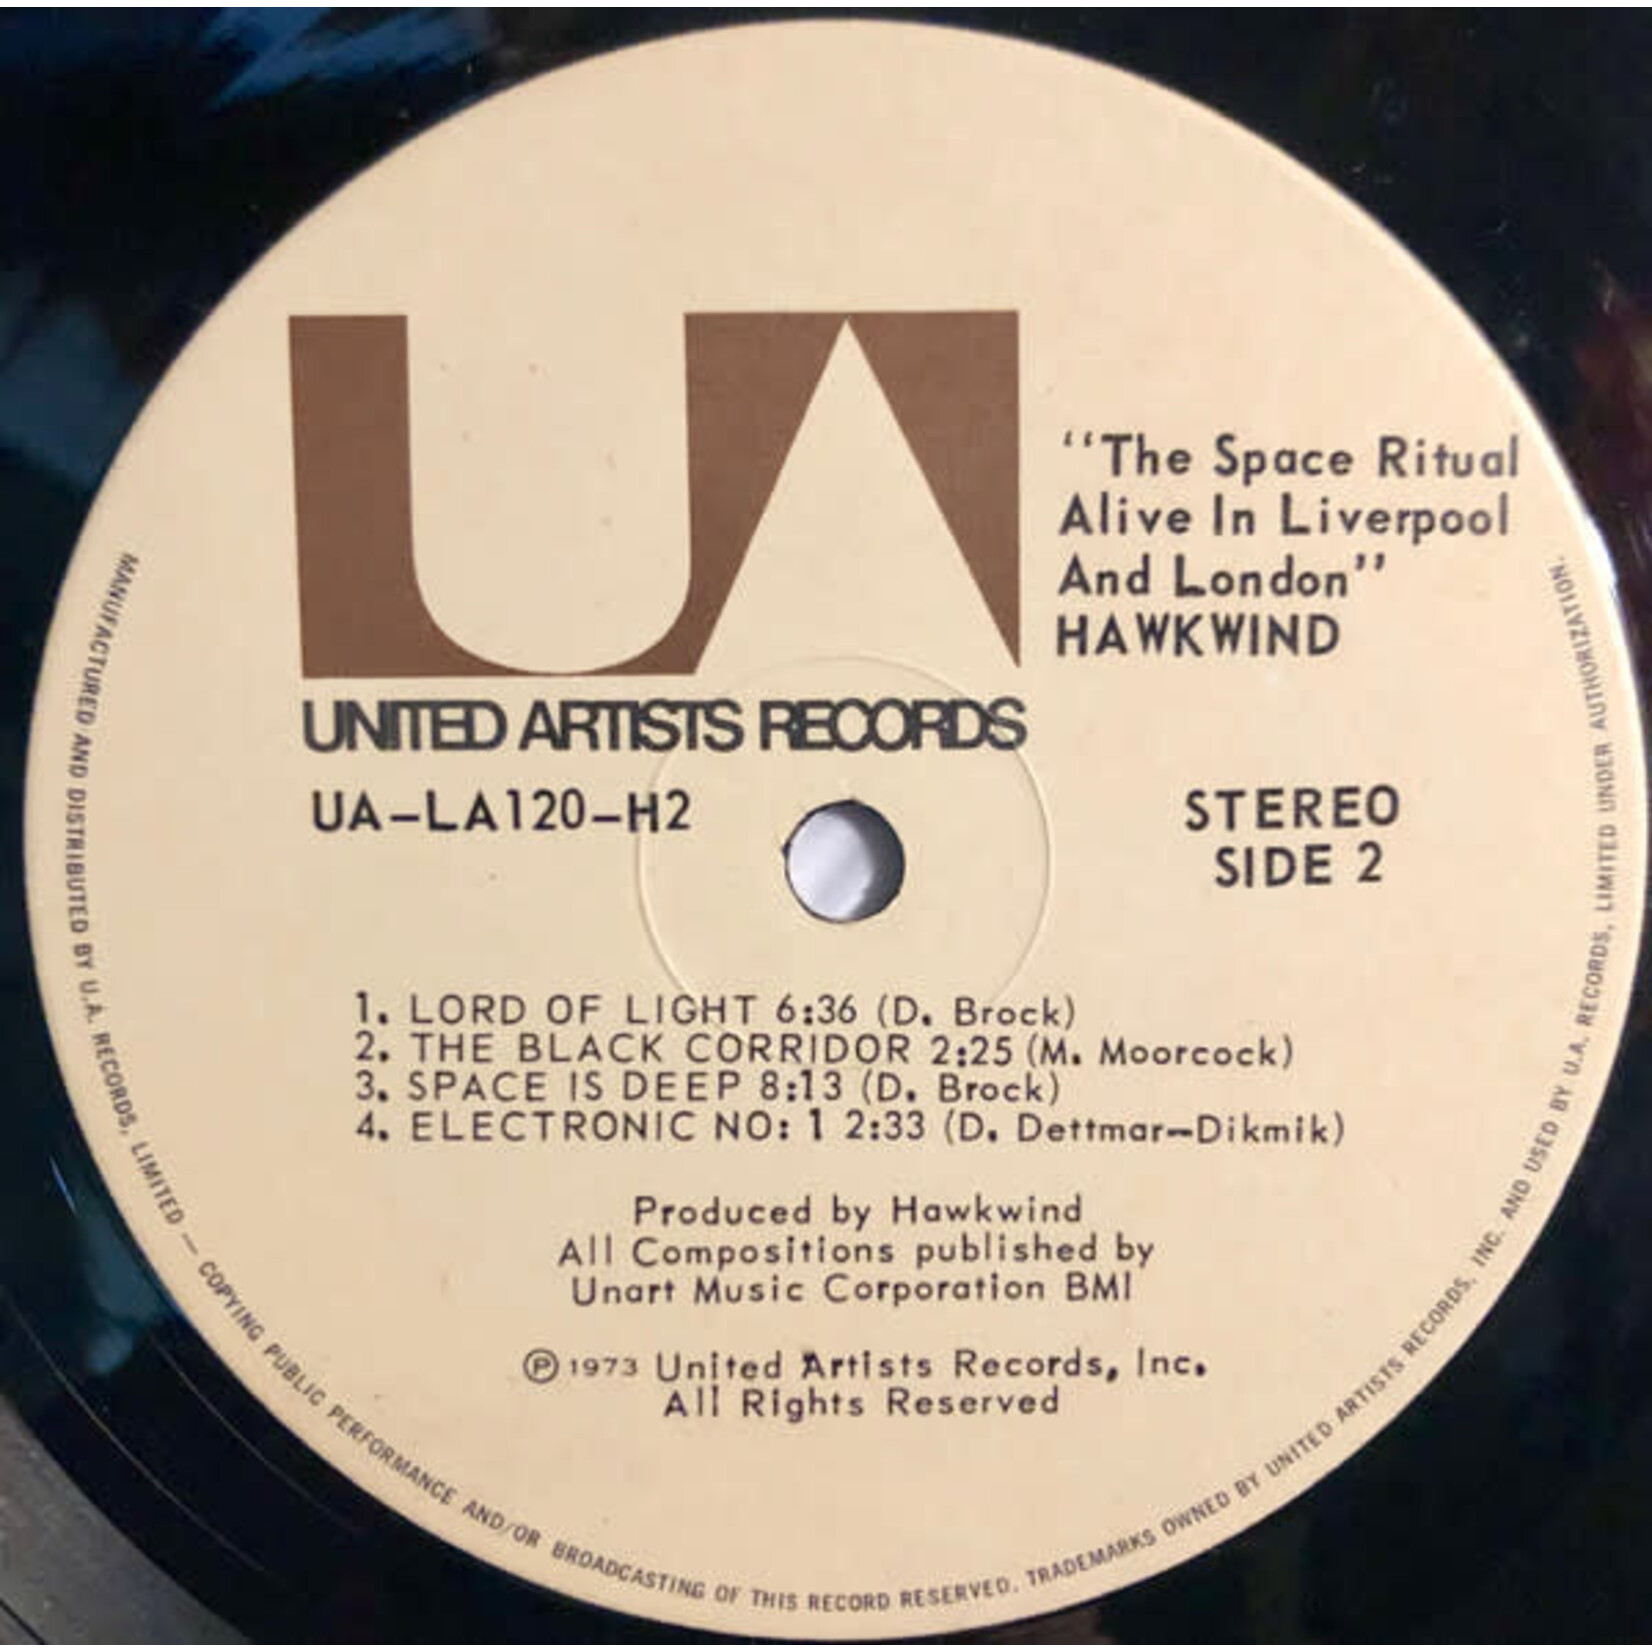 UA
"The Space Ritual
Alive In Liverpool
And London"
HAWKWIND
UNITED ARTISTS RECORDS
UA-LA120-H2
STEREO
SIDE 2
1. LORD OF LIGHT 6:36 (D. Brock)
2. THE BLACK CORRIDOR 2:25 (M. Moorcock)
3. SPACE IS DEEP 8:13 (D. Brock)
4. ELECTRONIC NO: 1 2:33 (D. Dettmar-Dikmik)
Produced by Hawkwind
All Compositions published by
Unart Music Corporation BMI
Ⓟ 1973 United Artists Records, Inc.
All Rights Reserved
MANUFACTURED AND DISTRIBUTED BY U.A. RECORDS, LIMITED — COPYING PUBLIC PERFORMANCE AND/OR BROADCASTING OF THIS RECORD RESERVED. TRADEMARKS OWNED BY UNITED ARTISTS RECORDS, INC. AND USED BY U.A. RECORDS, LIMITED UNDER AUTHORIZATION.